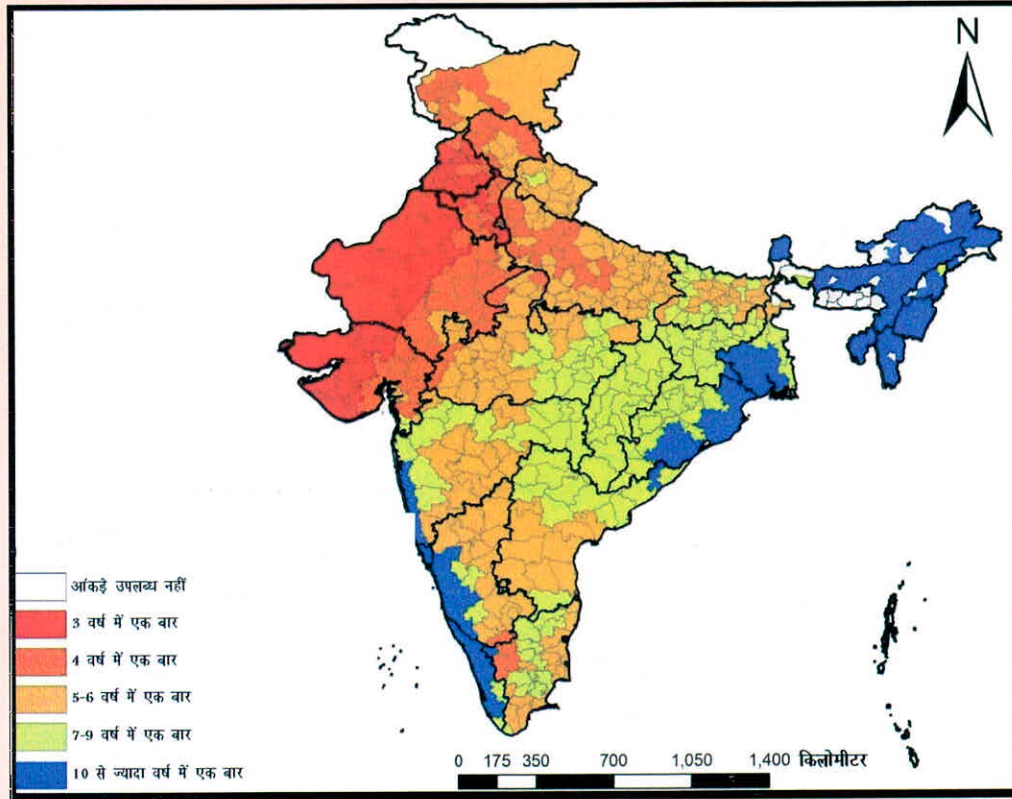 N
आंकड़े उपलब्ध नहीं
3 वर्ष में एक बार
4 वर्ष में एक बार
5-6 वर्ष में एक बार
7-9 वर्ष में एक बार
10 से ज्यादा वर्ष में एक बार
0 175 350 700 1,050 1,400 किलोमीटर